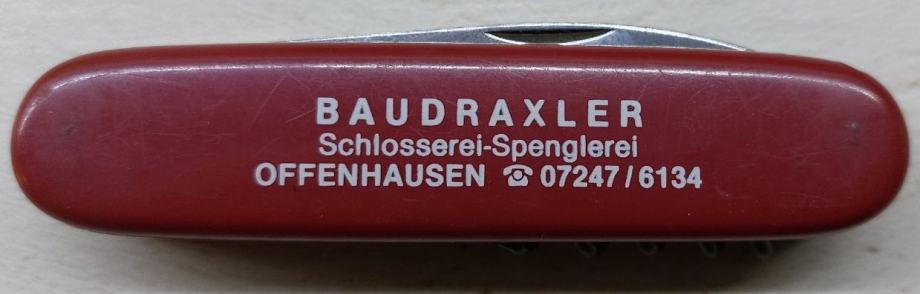 BAUDRAXLER
Schlosserei-Spenglerei
OFFENHAUSEN ☎ 07247/6134